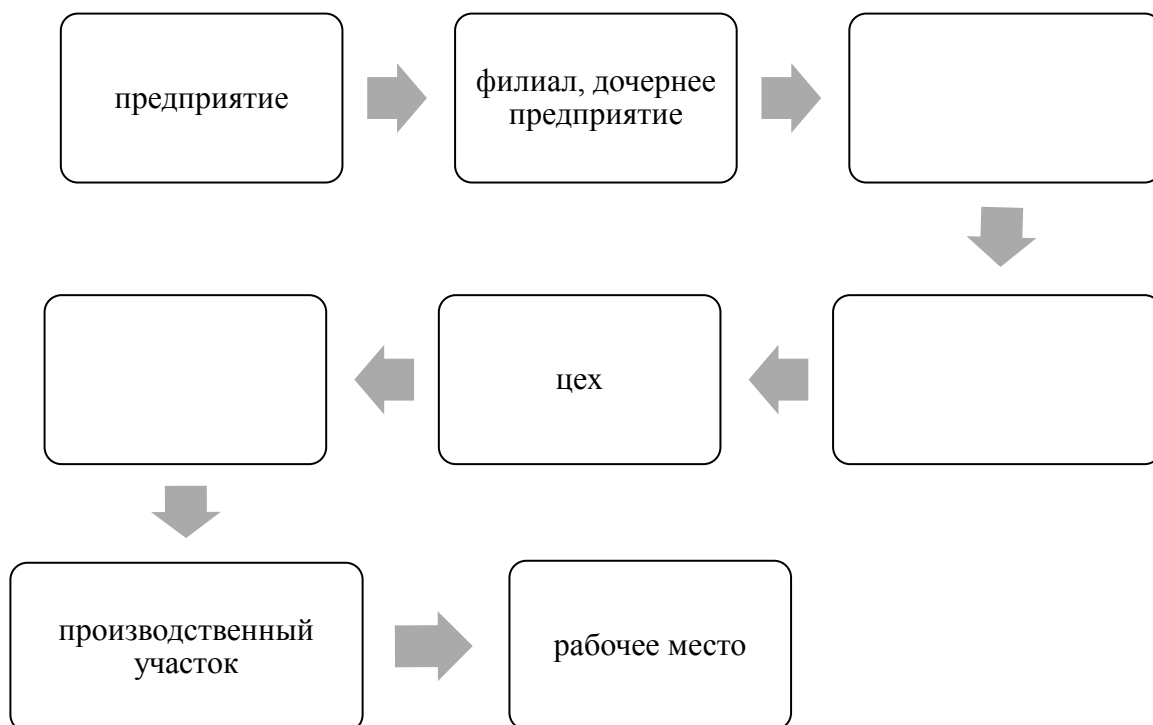 предприятие
филиал, дочернее
предприятие
цех
производственный
участок
рабочее место